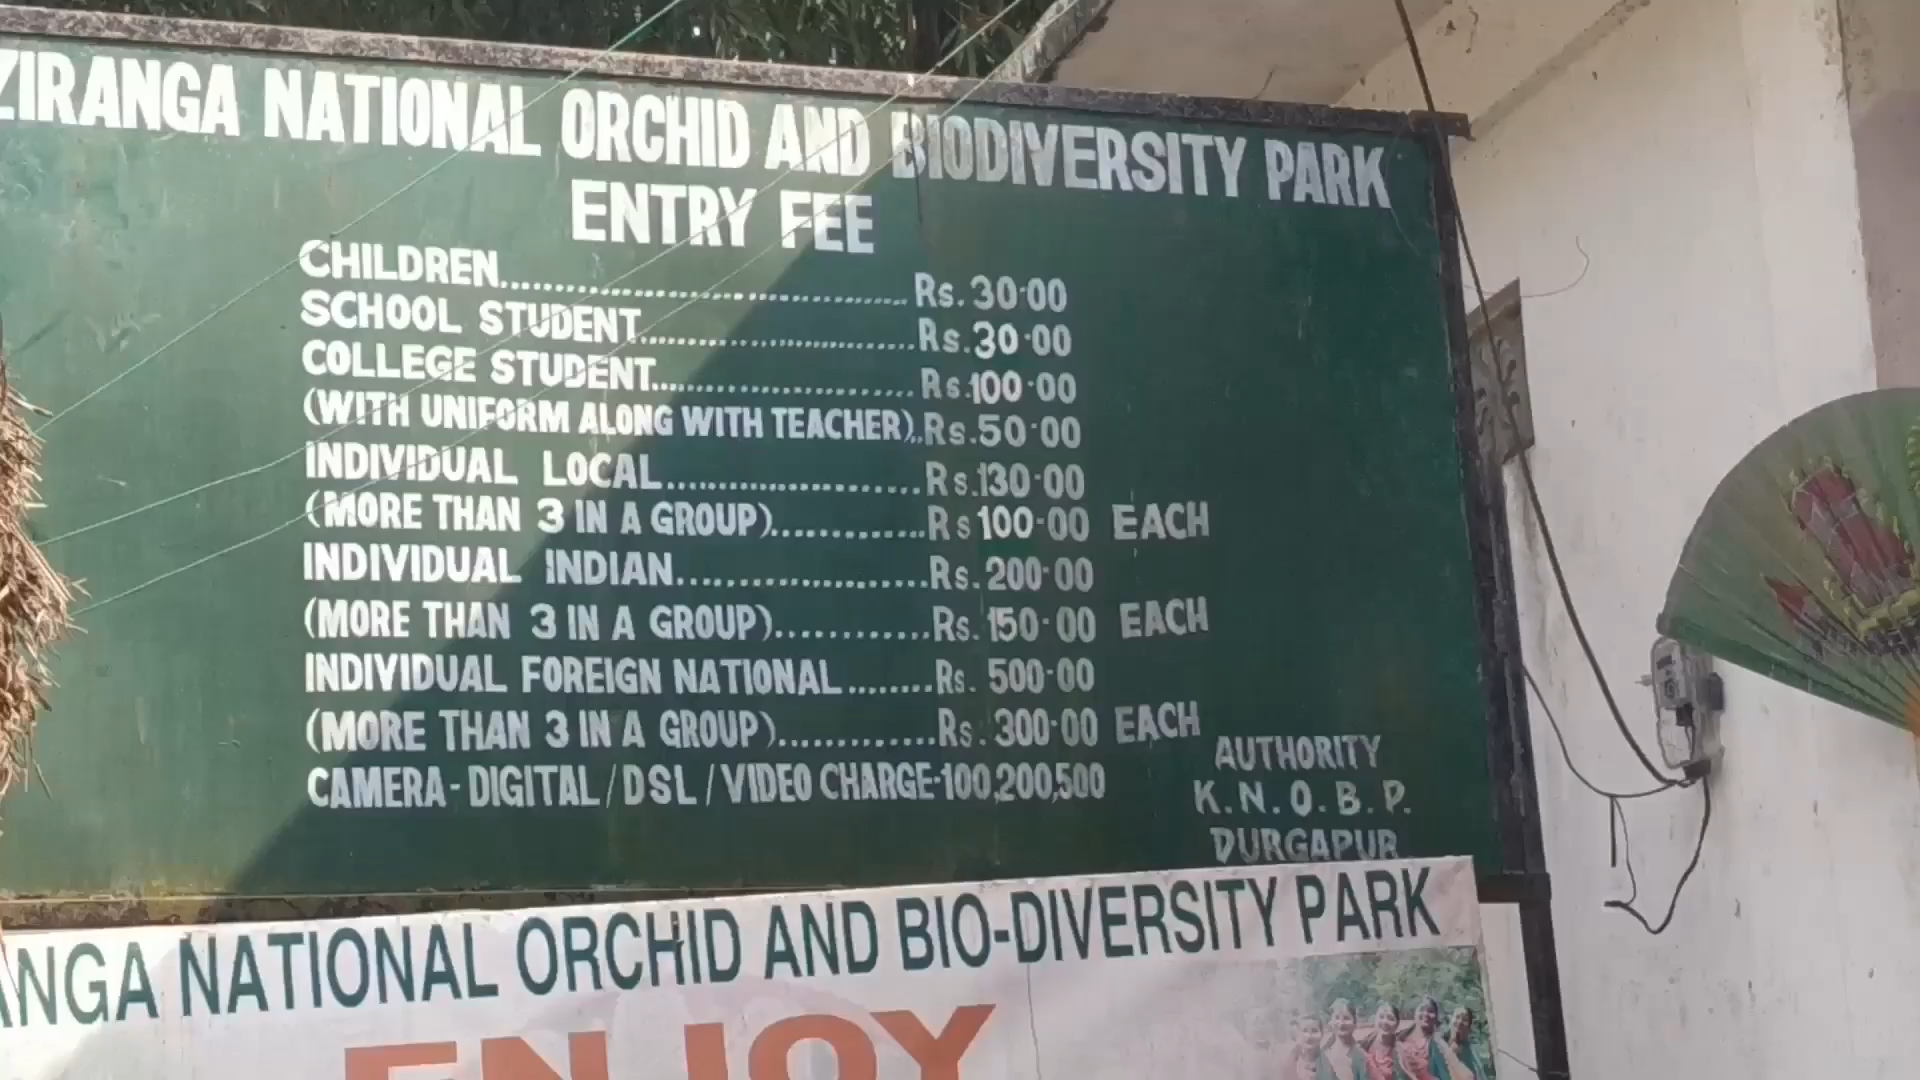 ZIRANGA NATIONAL ORCHID AND BIODIVERSITY PARK
ENTRY FEE
CHILDREN........................................Rs. 30·00
SCHOOL STUDENT...........................Rs. 30·00
COLLEGE STUDENT..........................Rs. 100·00
(WITH UNIFORM ALONG WITH TEACHER)..Rs. 50·00
INDIVIDUAL LOCAL.......................Rs. 130·00
(MORE THAN 3 IN A GROUP).............Rs 100-00 EACH
INDIVIDUAL INDIAN......................Rs. 200·00
(MORE THAN 3 IN A GROUP).............Rs. 150·00 EACH
INDIVIDUAL FOREIGN NATIONAL........Rs. 500·00
(MORE THAN 3 IN A GROUP).............Rs. 300·00 EACH
CAMERA - DIGITAL / DSL / VIDEO CHARGE-100,200,500
AUTHORITY
K.N.O.B.P.
DURGAPUR
ANGA NATIONAL ORCHID AND BIO-DIVERSITY PARK
ENJOY